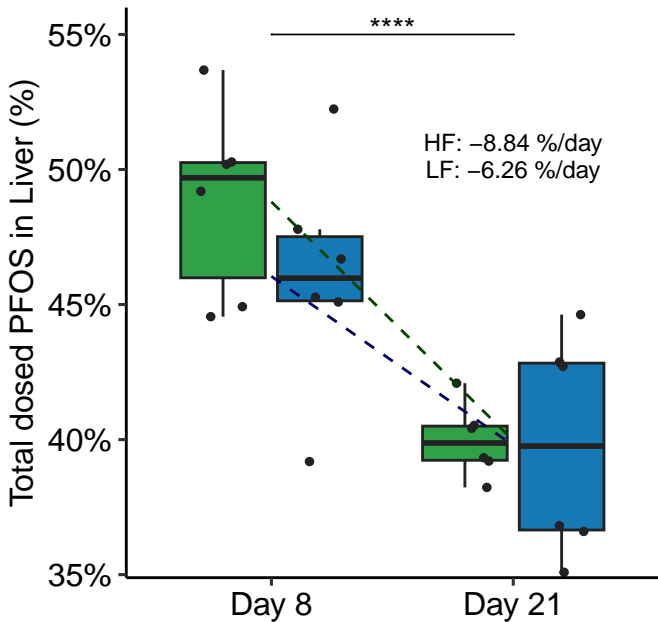 Total dosed PFOS in Liver (%)
55%
50%
45%
40%
35%
****
HF: −8.84 %/day
LF: −6.26 %/day
Day 8
Day 21